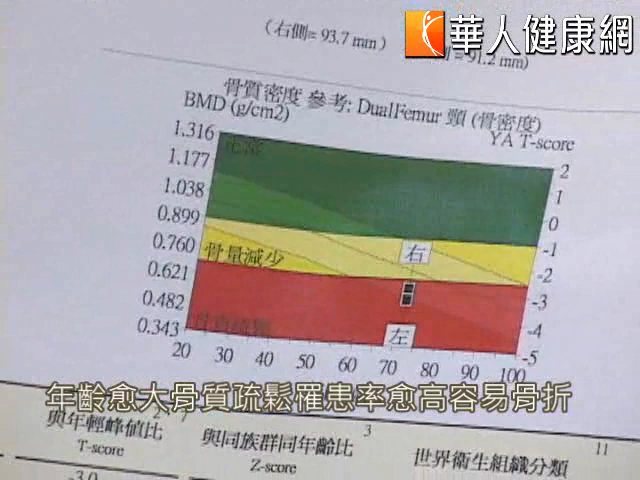 華人健康網
(右側= 93.7 mm)
= 91.2 mm)
骨質密度 參考: DualFemur 頸 (骨密度)
BMD (g/cm2)
YA T-score
1.316
1.177
1.038
0.899
0.760
0.621
0.482
0.343
2
1
0
-1
-2
-3
-4
-5
正常
骨量減少
右
左
20 30 40 50 60 70 80 90 100
年齡愈大骨質疏鬆罹患率愈高容易骨折
與年輕峰值比
T-score
與同族群同年齡比 3
Z-score
世界衛生組織分類 11
-3.0